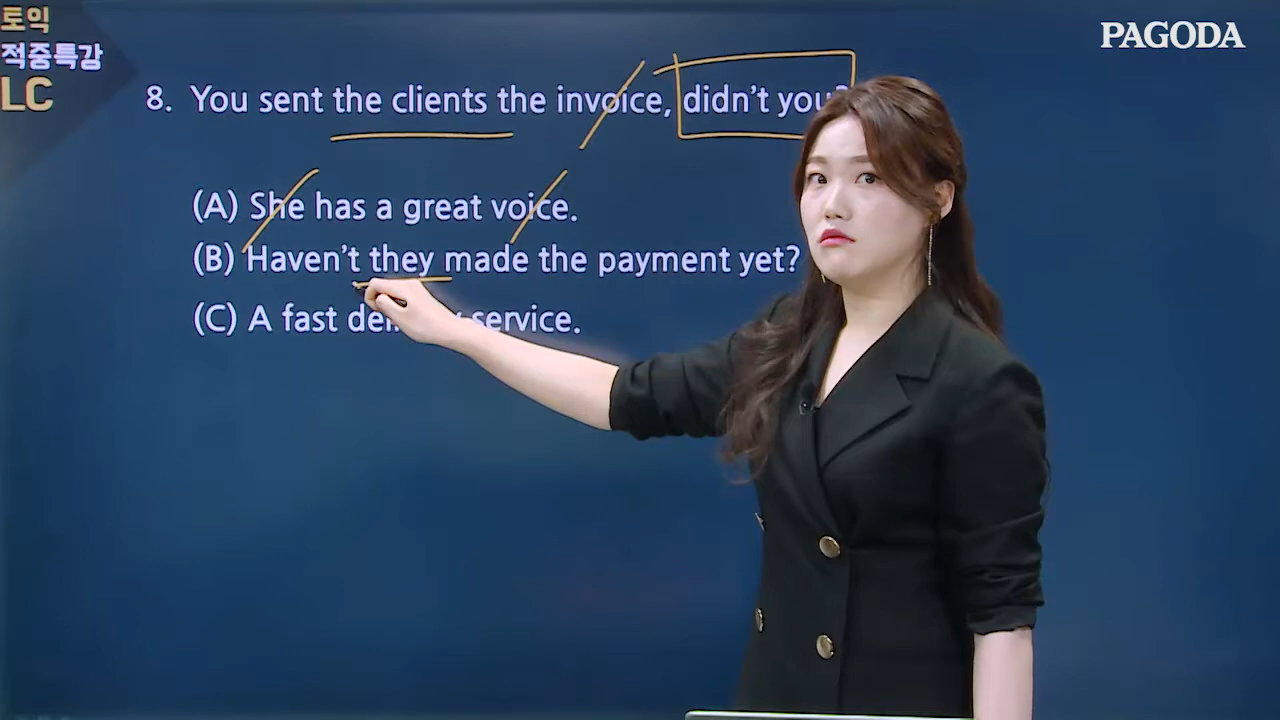 토익
적중특강
LC
PAGODA
8. You sent the clients the invoice, didn't you?
(A) She has a great voice.
(B) Haven't they made the payment yet?
(C) A fast service.